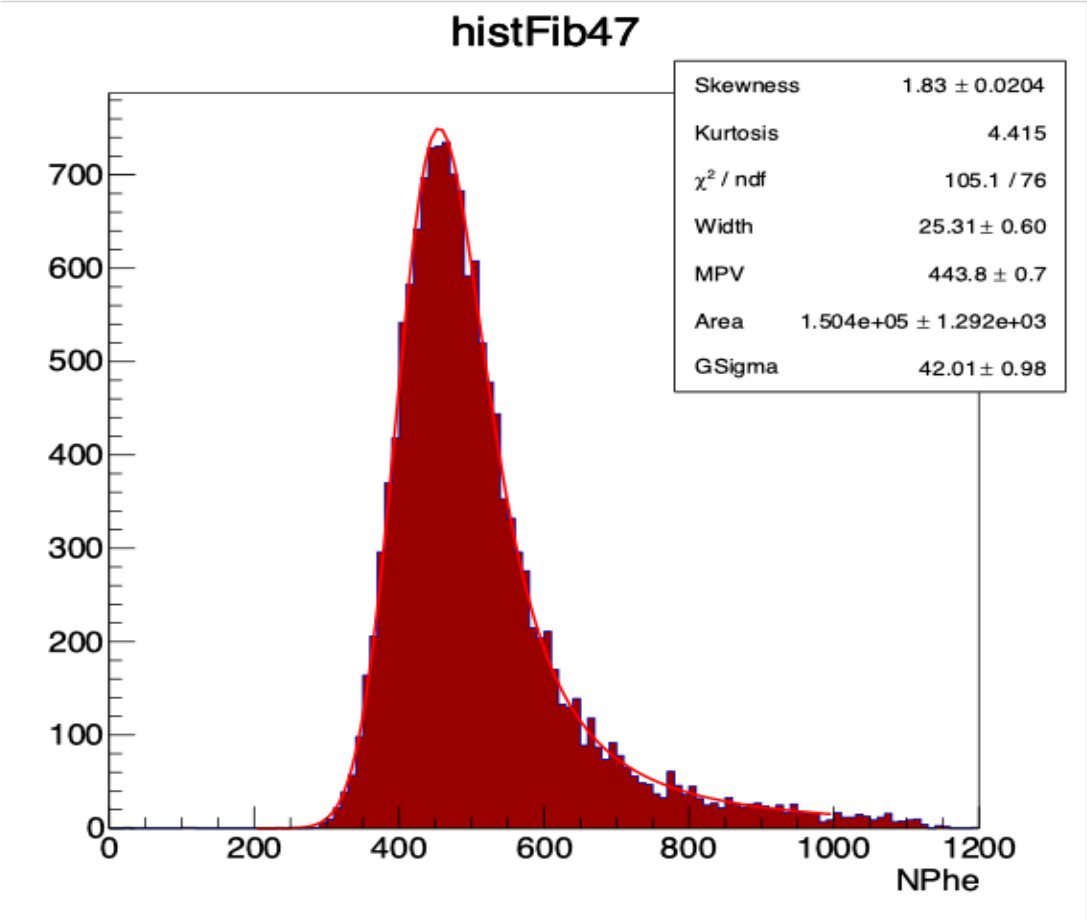 histFib47
Skewness 1.83 ± 0.0204
Kurtosis 4.415
χ² / ndf 105.1 / 76
Width 25.31± 0.60
MPV 443.8 ± 0.7
Area 1.504e+05 ± 1.292e+03
GSigma 42.01± 0.98
700
600
500
400
300
200
100
0
0 200 400 600 800 1000 1200
NPhe